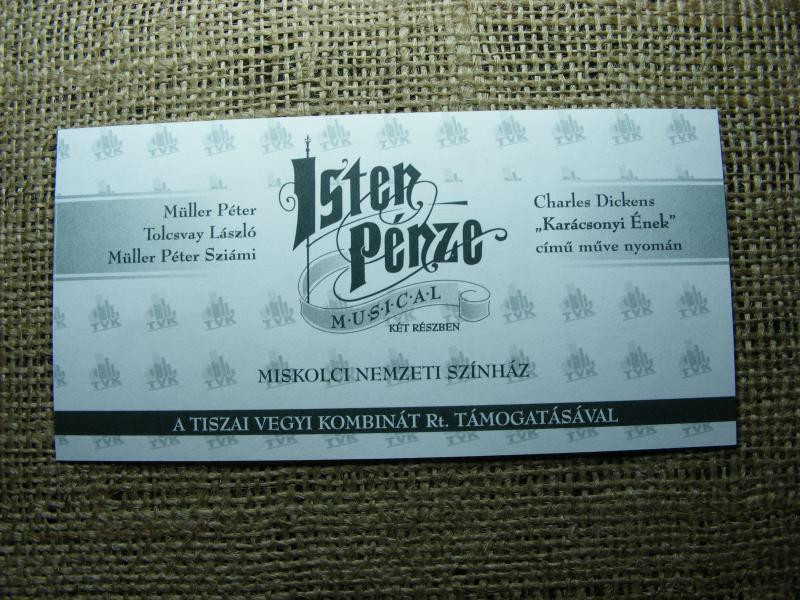 Müller Péter
Tolcsvay László
Müller Péter Sziámi
Isten
Pénze
M·U·S·I·C·A·L
KÉT RÉSZBEN
Charles Dickens
„Karácsonyi Ének”
című műve nyomán
MISKOLCI NEMZETI SZÍNHÁZ
A TISZAI VEGYI KOMBINÁT Rt. TÁMOGATÁSÁVAL
TVK